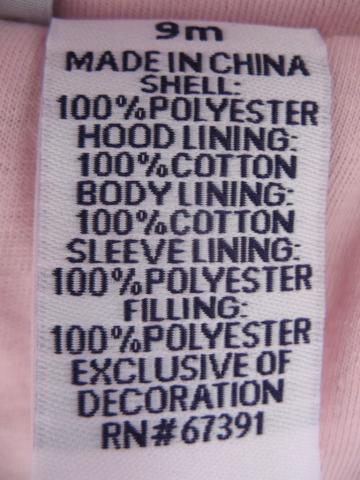 9m
MADE IN CHINA
SHELL:
100%POLYESTER
HOOD LINING:
100%COTTON
BODY LINING:
100%COTTON
SLEEVE LINING:
100%POLYESTER
FILLING:
100%POLYESTER
EXCLUSIVE OF
DECORATION
RN#67391